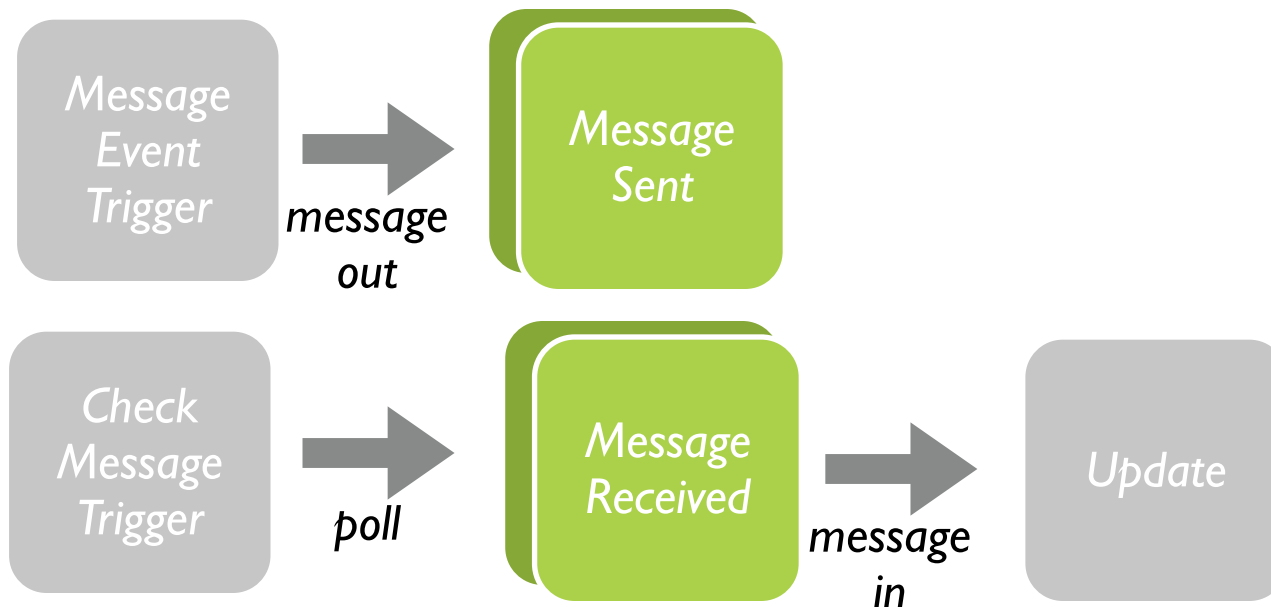 Message
Event
Trigger
message
out
Message
Sent
Check
Message
Trigger
poll
Message
Received
message
in
Update